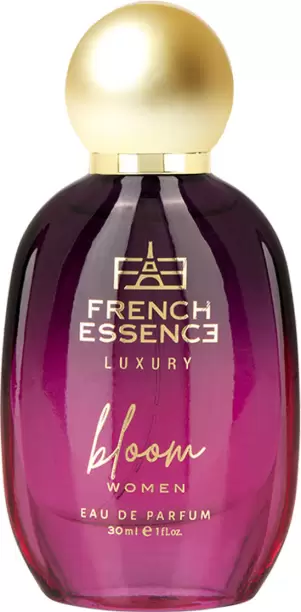 FRENCH
ESSENCE
LUXURY
bloom
WOMEN
EAU DE PARFUM
30ml e 1fl.oz.